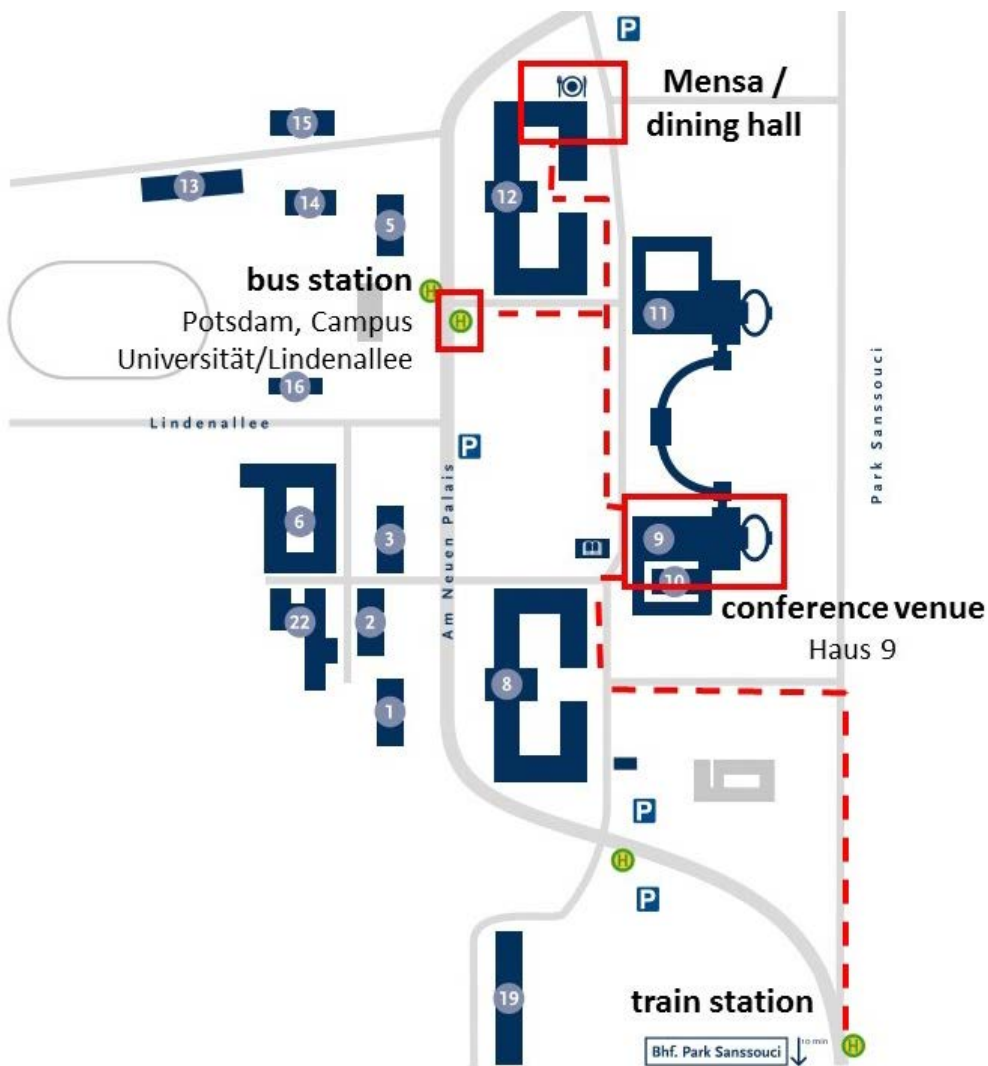 P
Mensa /
dining hall
15
13
14
12
5
bus station
H
Potsdam, Campus
H
Universität/Lindenallee
11
16
Lindenallee
P
Park Sanssouci
Am Neuen Palais
6
3
9
10
conference venue
Haus 9
22
2
8
1
P
H
P
19
train station
Bhf. Park Sanssouci
10 min
H